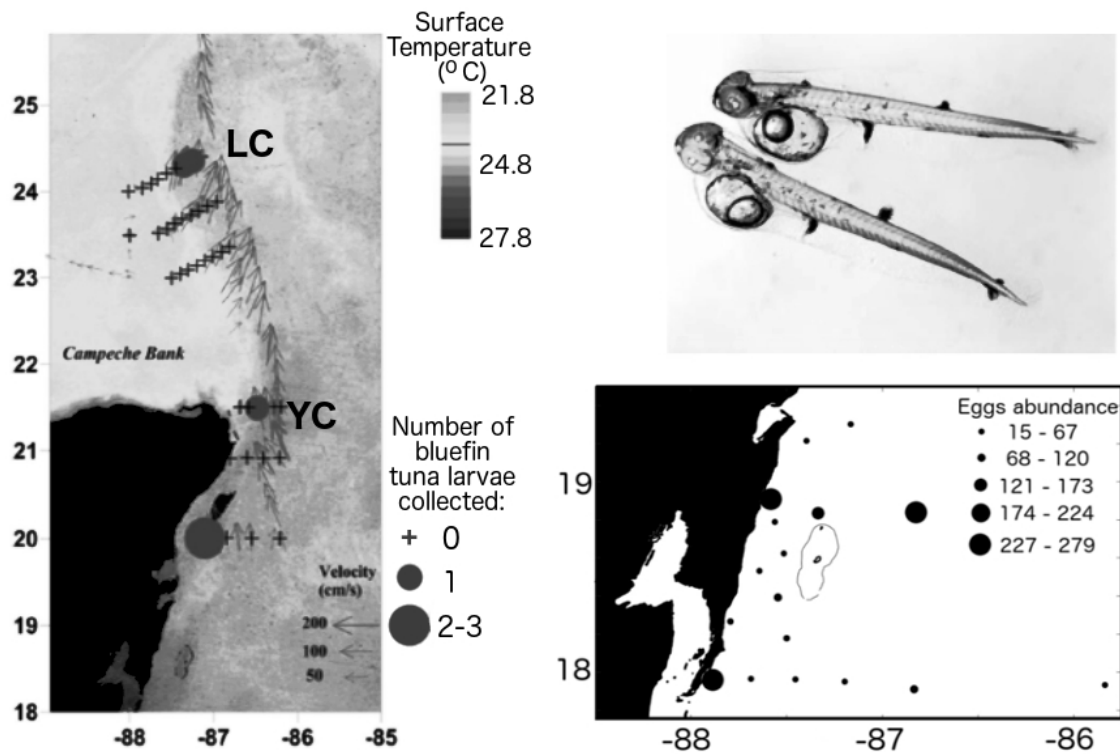 Surface
Temperature
(º C)
21.8
24.8
27.8
25
24
23
22
21
20
19
18
-88
-87
-86
-85
LC
YC
Campeche Bank
Velocity
(cm/s)
200
100
50
Number of
bluefin
tuna larvae
collected:
0
1
2-3
Eggs abundance
15 - 67
68 - 120
121 - 173
174 - 224
227 - 279
19
18
-88
-87
-86